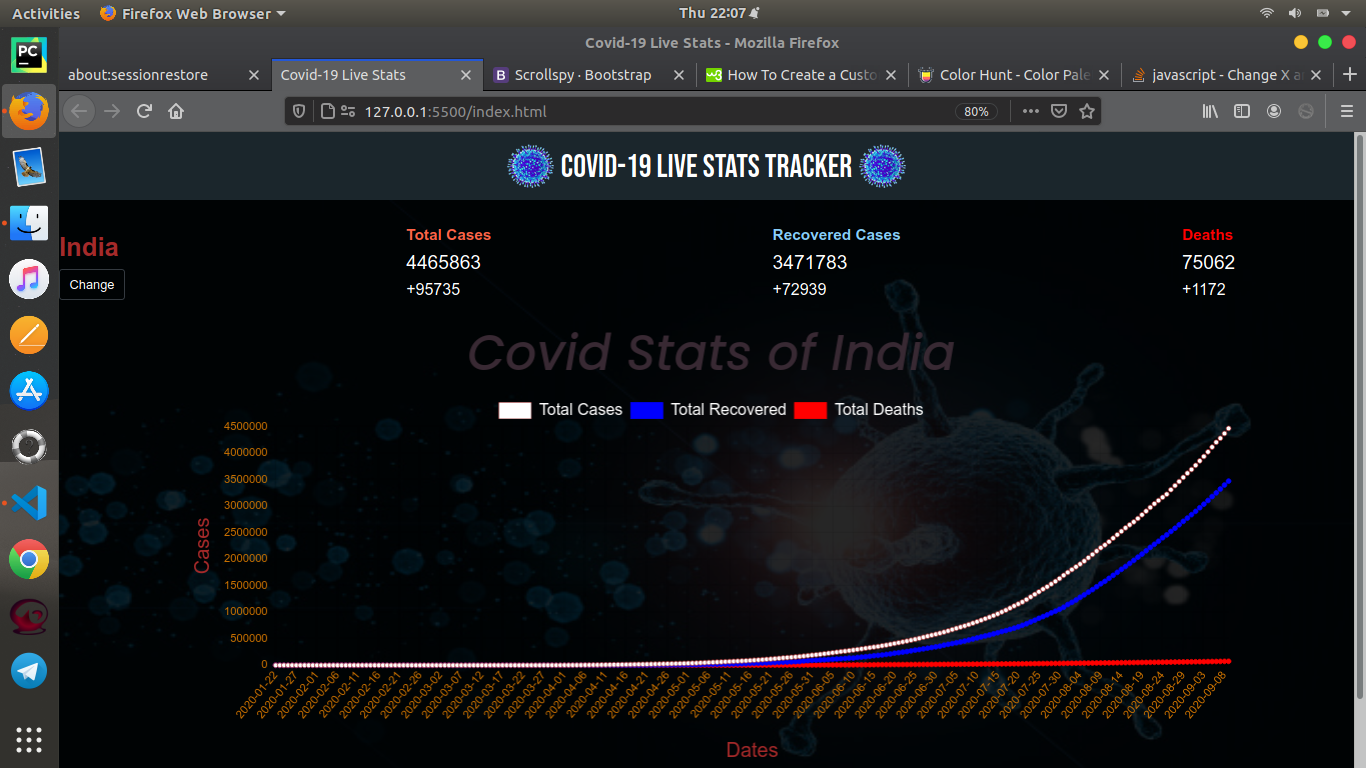 Activities Firefox Web Browser Thu 22:07
Covid-19 Live Stats - Mozilla Firefox
about:sessionrestore Covid-19 Live Stats Scrollspy · Bootstrap How To Create a Custo Color Hunt - Color Pale javascript - Change X a
127.0.0.1:5500/index.html 80%
COVID-19 LIVE STATS TRACKER
India
Change
Total Cases
4465863
+95735
Recovered Cases
3471783
+72939
Deaths
75062
+1172
Covid Stats of India
Total Cases Total Recovered Total Deaths
4500000
4000000
3500000
3000000
2500000
2000000
1500000
1000000
500000
0
Cases
2020-01-22 2020-01-27 2020-02-01 2020-02-06 2020-02-11 2020-02-16 2020-02-21 2020-02-26 2020-03-02 2020-03-07 2020-03-12 2020-03-17 2020-03-22 2020-03-27 2020-04-01 2020-04-06 2020-04-11 2020-04-16 2020-04-21 2020-04-26 2020-05-01 2020-05-06 2020-05-11 2020-05-16 2020-05-21 2020-05-26 2020-05-31 2020-06-05 2020-06-10 2020-06-15 2020-06-20 2020-06-25 2020-06-30 2020-07-05 2020-07-10 2020-07-15 2020-07-20 2020-07-25 2020-07-30 2020-08-04 2020-08-09 2020-08-14 2020-08-19 2020-08-24 2020-08-29 2020-09-03 2020-09-08
Dates